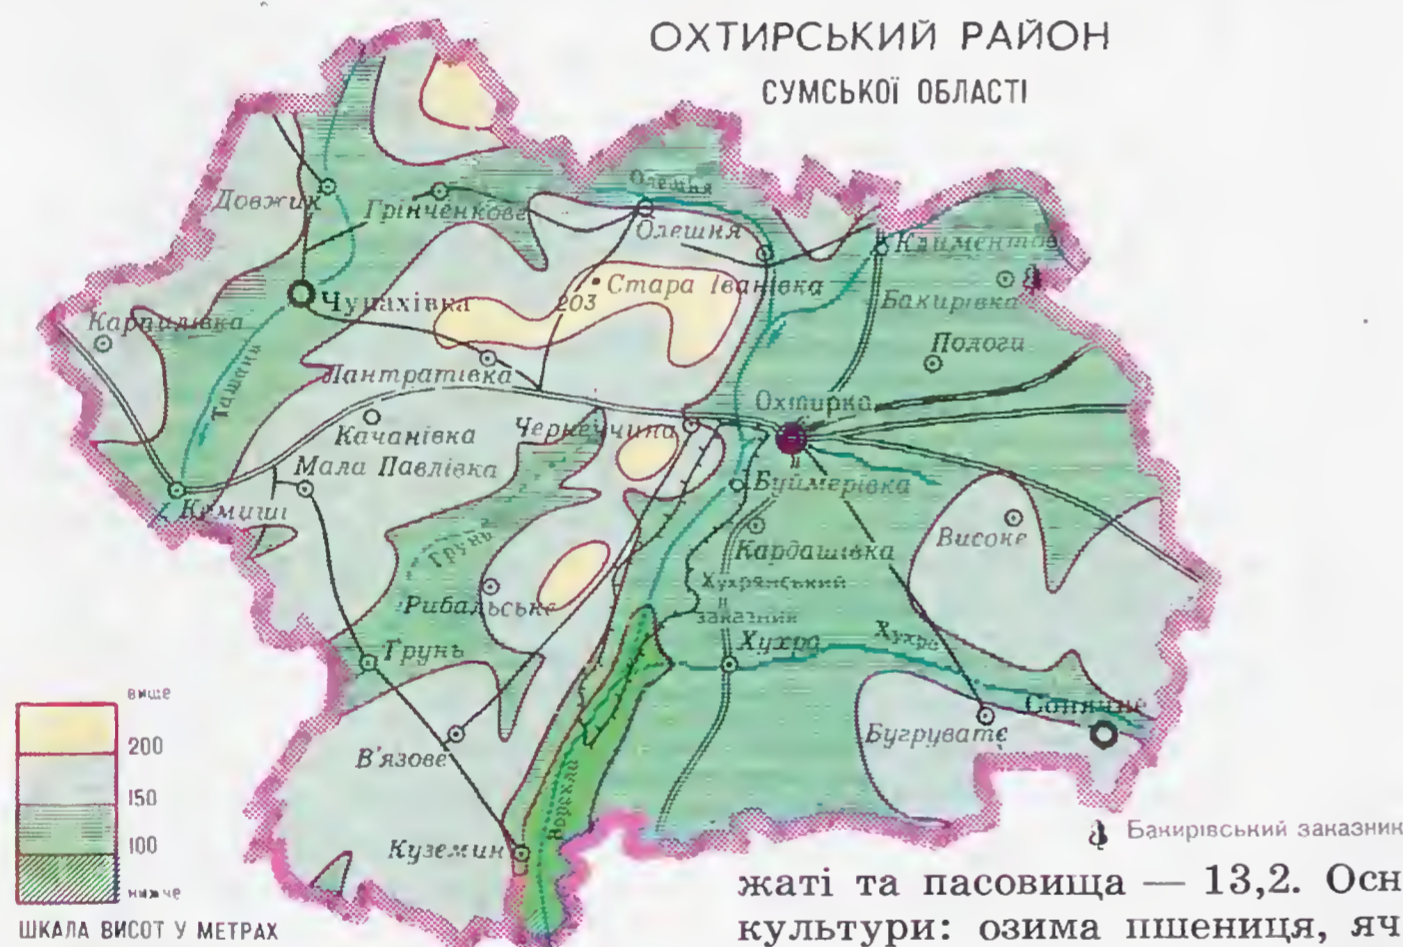 ОХТИРСЬКИЙ РАЙОН
СУМСЬКОЇ ОБЛАСТІ
Олешня
Довжик
Грінченкове
Олешня
Климентове
Стара Іванівка
203
Чупахівка
Бакирівка
Карпилівка
Пологи
Лантратівка
Ташань
Охтирка
Качанівка
Чернеччина
Мала Павлівка
Буймерівка
Комиші
Високе
Кардашівка
Грунь
Хухрянський
заказник
Рибальське
Хухра
Хухра
Грунь
Сонячне
вище
200
Бугрувате
В'язове
150
Ворскла
100
Куземин
нижче
Бакирівський заказник
ШКАЛА ВИСОТ У МЕТРАХ
жаті та пасовища — 13,2. Осн
культури: озима пшениця, яч